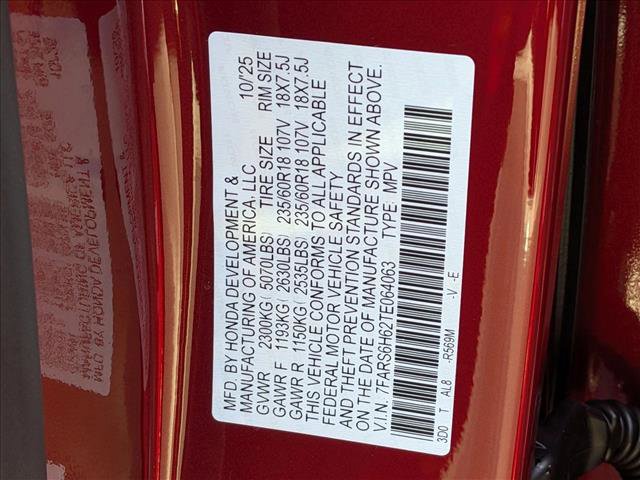 MFD. BY HONDA DEVELOPMENT &
MANUFACTURING OF AMERICA, LLC 10/'25
GVWR 2300KG( 5070LBS) TIRE SIZE RIM SIZE
GAWR F 1193KG( 2630LBS) 235/60R18 107V 18X7.5J
GAWR R 1150KG( 2535LBS) 235/60R18 107V 18X7.5J
THIS VEHICLE CONFORMS TO ALL APPLICABLE
FEDERAL MOTOR VEHICLE SAFETY
AND THEFT PREVENTION STANDARDS IN EFFECT
ON THE DATE OF MANUFACTURE SHOWN ABOVE.
V.I.N. 7FARS6H62TE064063 TYPE: MPV
3D0 T AL8 -R569M -V -E